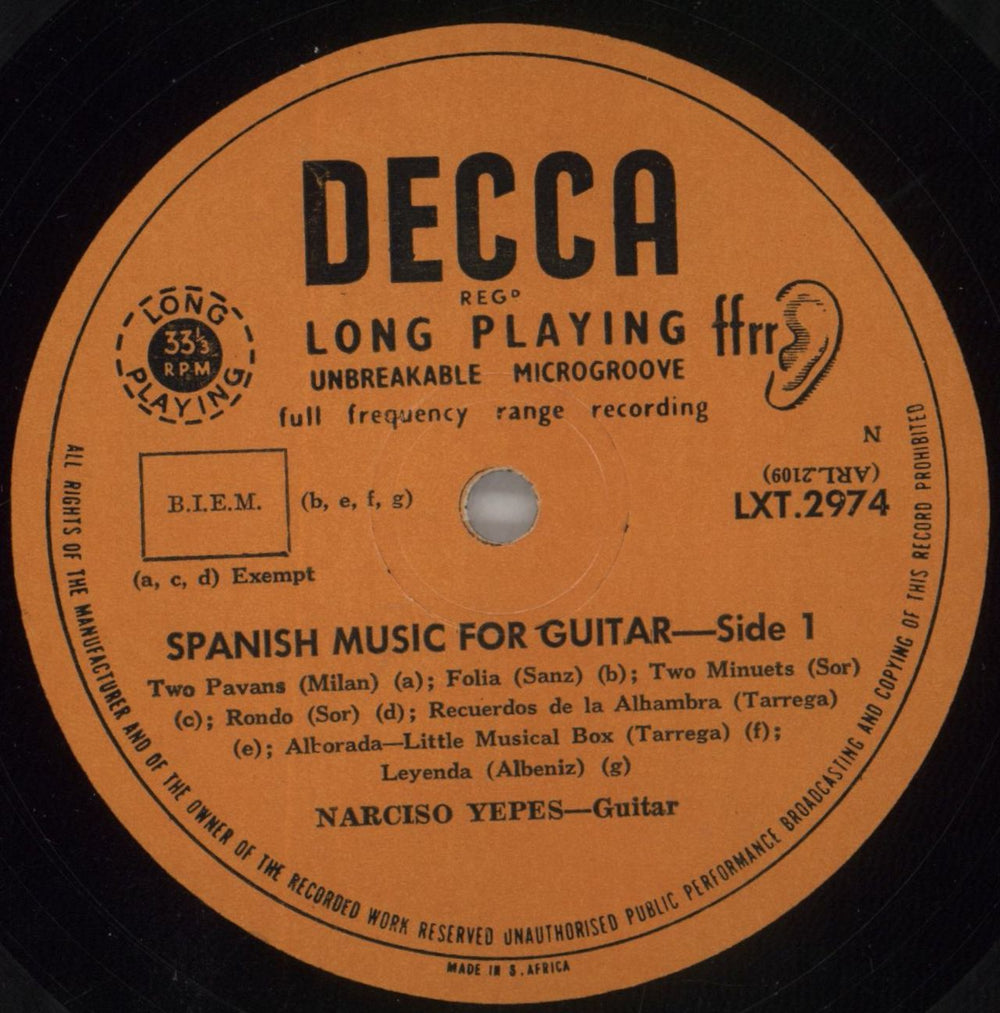 DECCA
REGD
LONG PLAYING
UNBREAKABLE MICROGROOVE
full frequency range recording
LONG
33⅓
R.P.M.
PLAYING
ffrr
N
(ARL.2109)
LXT.2974
B.I.E.M.
(b, e, f, g)
(a, c, d) Exempt
SPANISH MUSIC FOR GUITAR—Side 1
Two Pavans (Milan) (a); Folia (Sanz) (b); Two Minuets (Sor)
(c); Rondo (Sor) (d); Recuerdos de la Alhambra (Tarrega)
(e); Alborada—Little Musical Box (Tarrega) (f);
Leyenda (Albeniz) (g)
NARCISO YEPES—Guitar
ALL RIGHTS OF THE MANUFACTURER AND OF THE OWNER OF THE RECORDED WORK RESERVED UNAUTHORISED PUBLIC PERFORMANCE BROADCASTING AND COPYING OF THIS RECORD PROHIBITED
MADE IN S. AFRICA